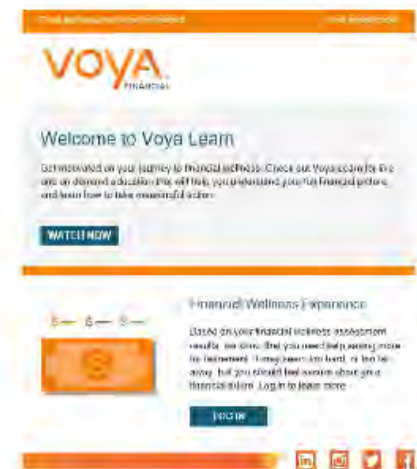 VOYA
FINANCIAL
Welcome to Voya Learn
Get motivated on your journey to financial wellness. Check out Voya Learn for live
and on demand education that will help you understand your full financial picture
and learn how to take meaningful action.
WATCH NOW
Financial Wellness Experience
Based on your financial wellness assessment
results, we know that you need help saving more
for retirement. It may seem too hard, or too far
away, but you should feel secure about your
financial future. Log in to learn more.
LOG IN